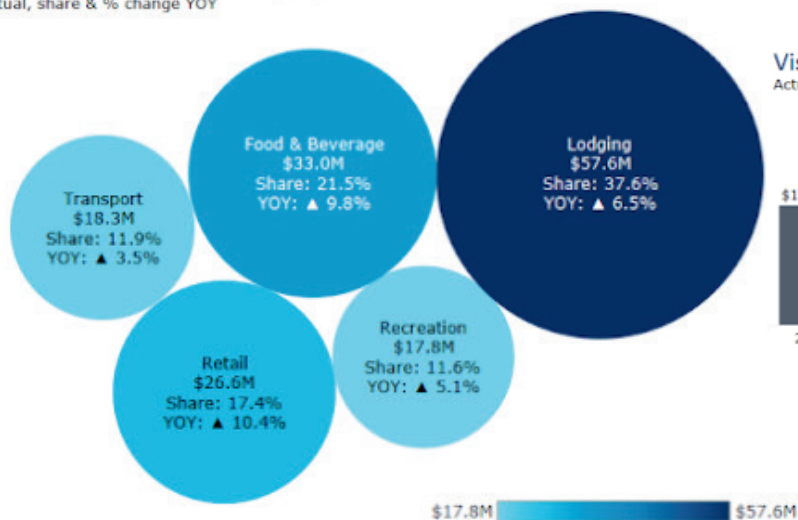 share & % change YOY
Food & Beverage
$33.0M
Share: 21.5%
YOY: ▲ 9.8%
Lodging
$57.6M
Share: 37.6%
YOY: ▲ 6.5%
Transport
$18.3M
Share: 11.9%
YOY: ▲ 3.5%
Recreation
$17.8M
Share: 11.6%
YOY: ▲ 5.1%
Retail
$26.6M
Share: 17.4%
YOY: ▲ 10.4%
$17.8M
$57.6M